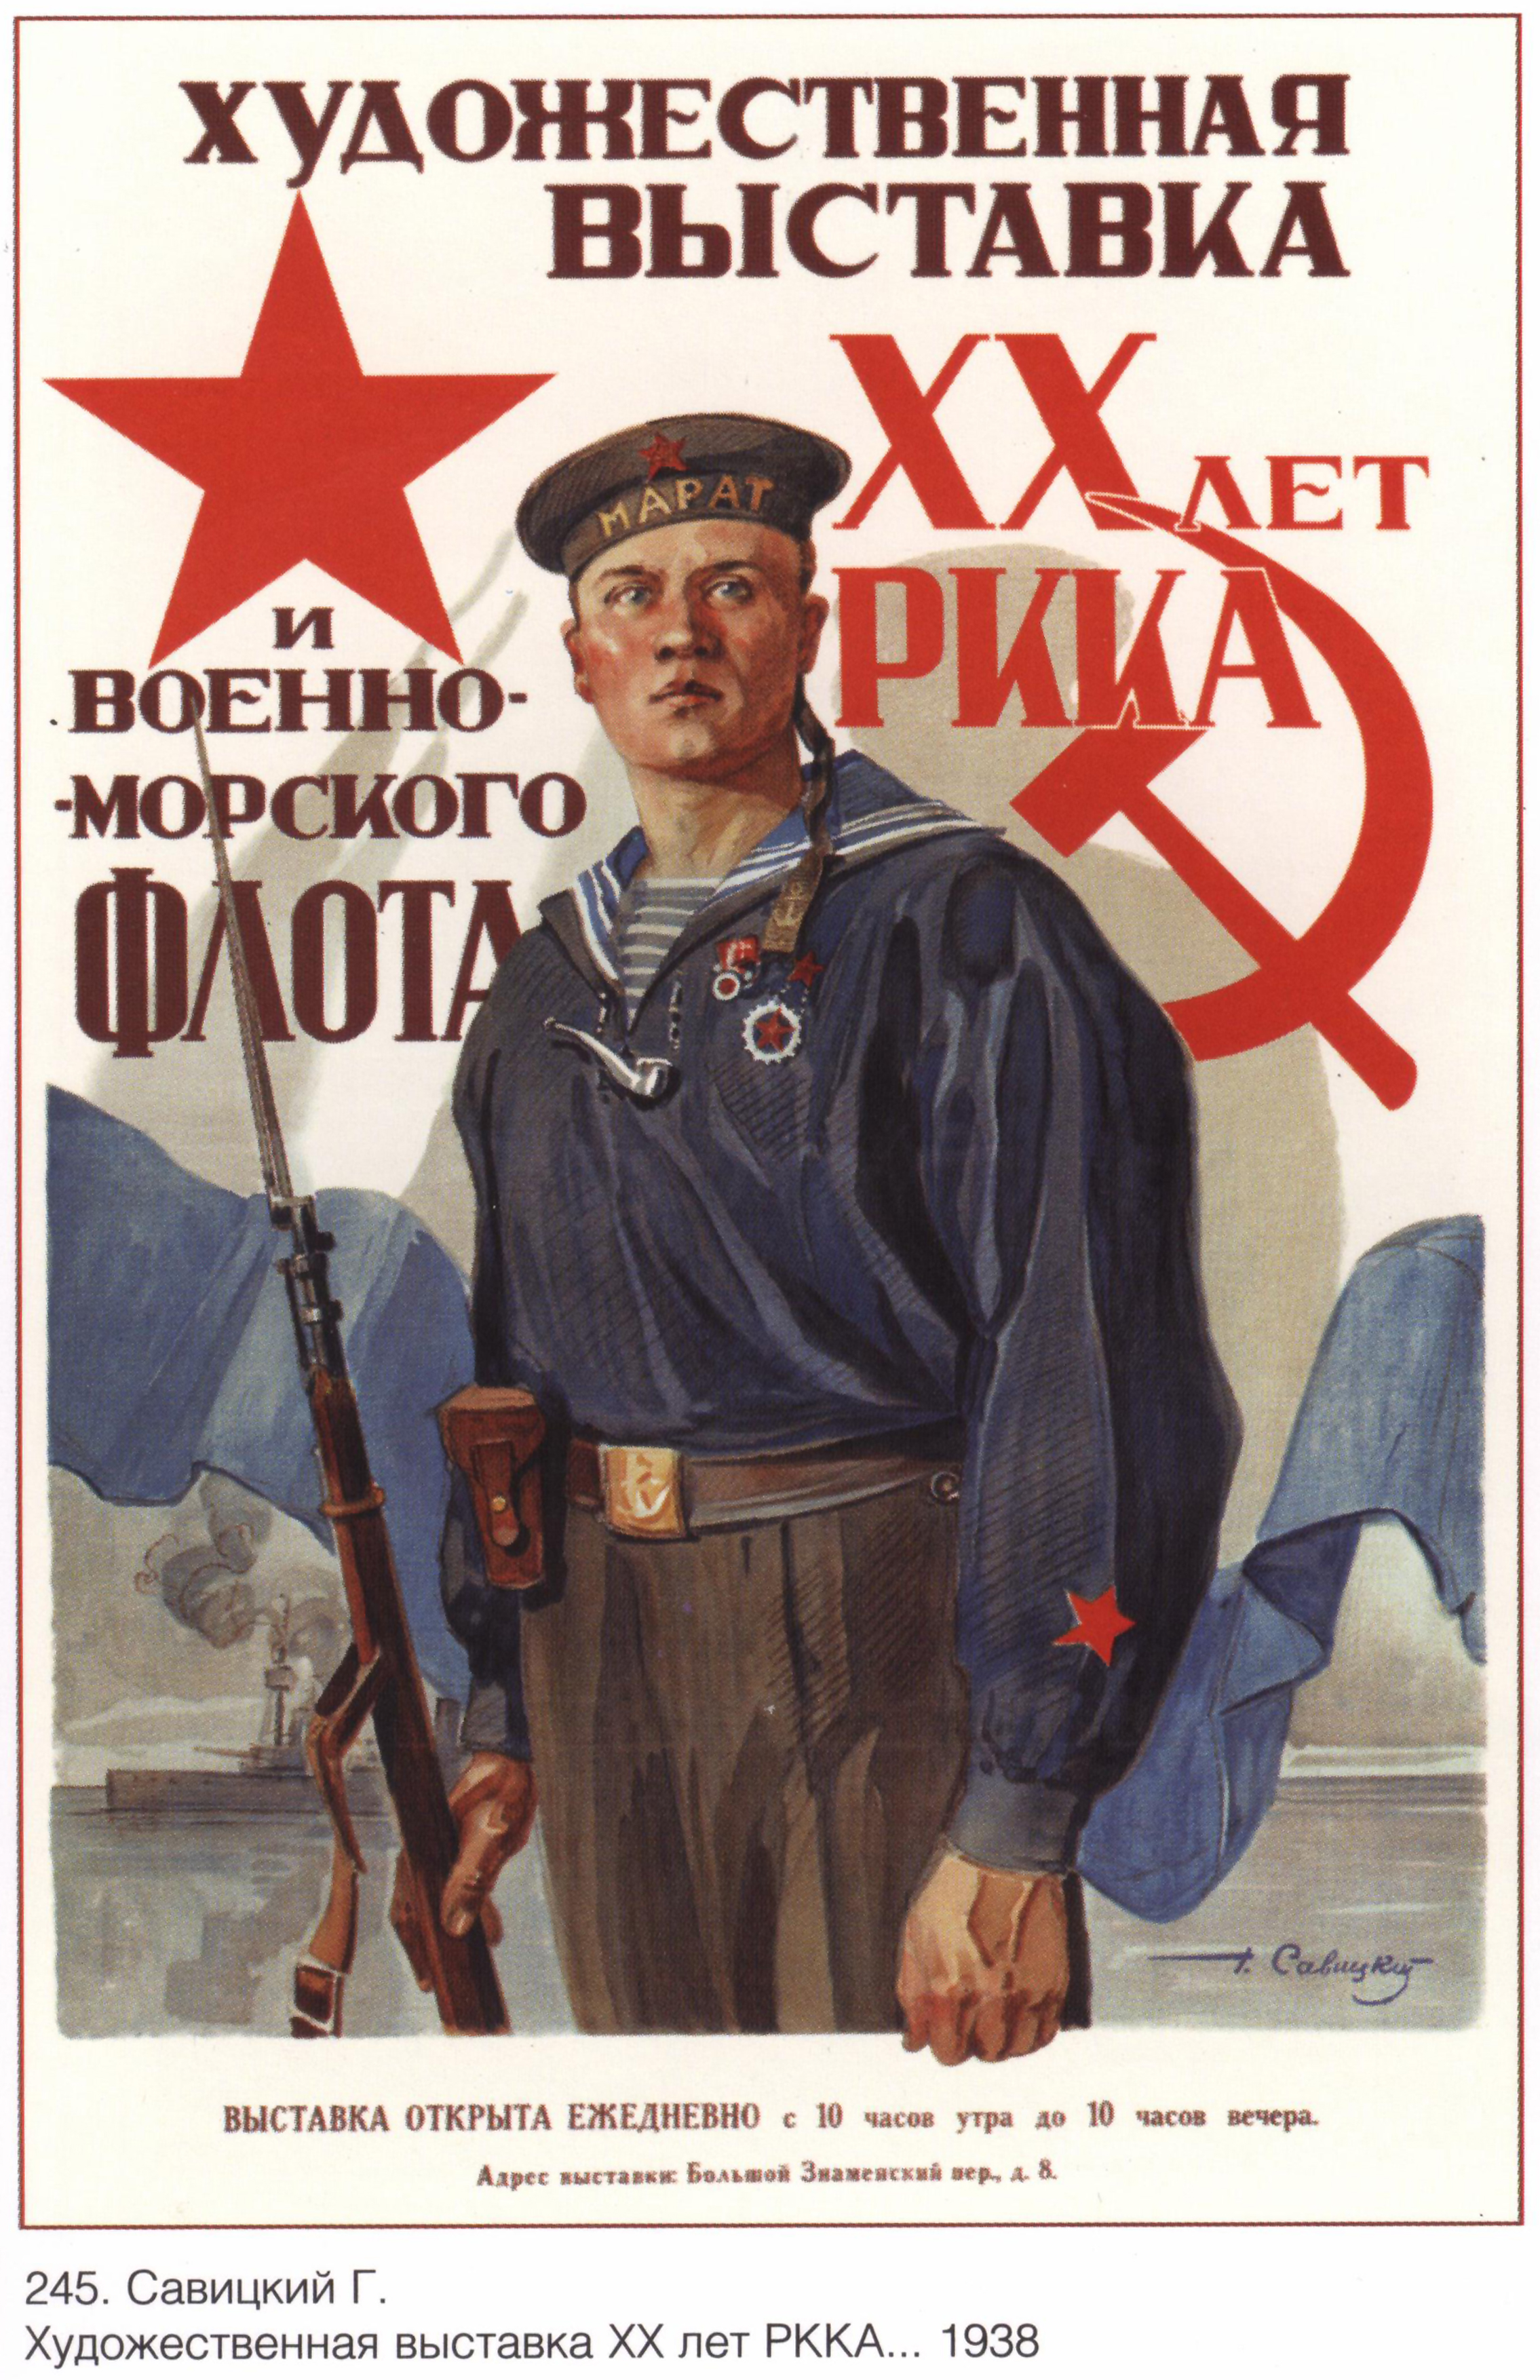 ХУДОЖЕСТВЕННАЯ
ВЫСТАВКА
XX ЛЕТ
РККА
И
ВОЕННО-
-МОРСКОГО
ФЛОТА
МАРАТ
Г. Савицкий
ВЫСТАВКА ОТКРЫТА ЕЖЕДНЕВНО с 10 часов утра до 10 часов вечера.
Адрес выставки: Большой Знаменский пер., д. 8.
245. Савицкий Г.
Художественная выставка XX лет РККА... 1938